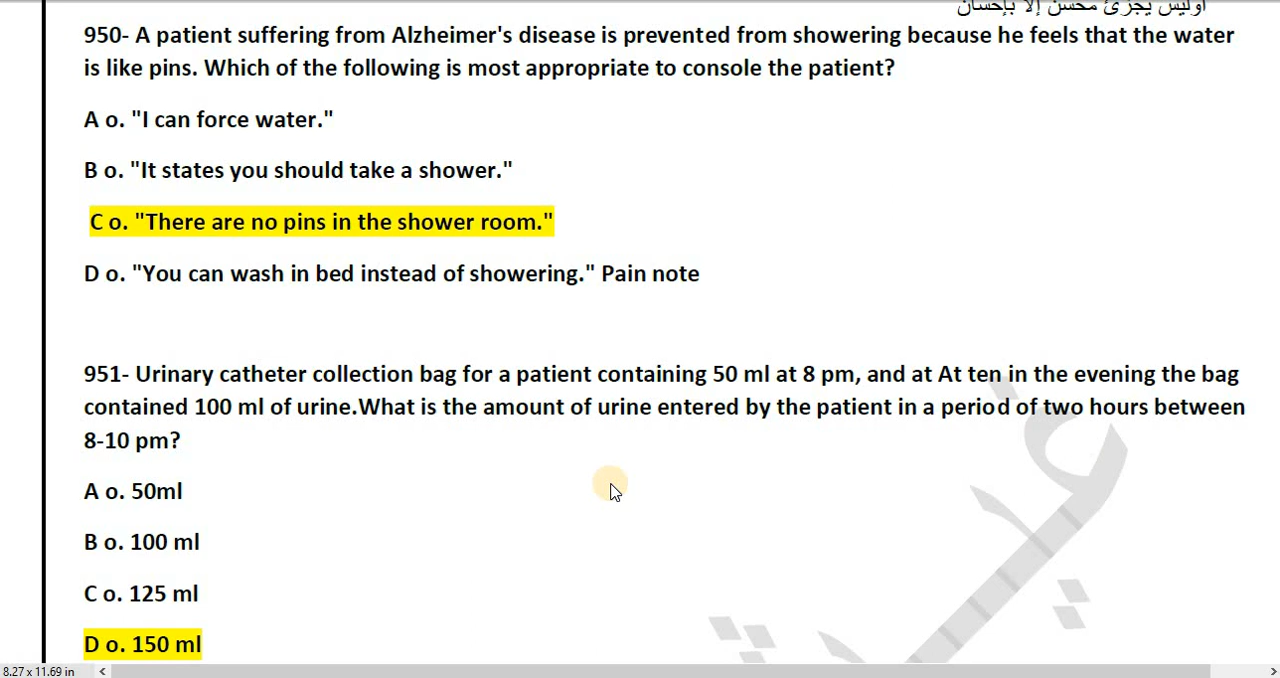 أوليس يجزئ محسن إلا بإحسان
950- A patient suffering from Alzheimer's disease is prevented from showering because he feels that the water
is like pins. Which of the following is most appropriate to console the patient?
A o. "I can force water."
B o. "It states you should take a shower."
C o. "There are no pins in the shower room."
D o. "You can wash in bed instead of showering." Pain note
951- Urinary catheter collection bag for a patient containing 50 ml at 8 pm, and at At ten in the evening the bag
contained 100 ml of urine.What is the amount of urine entered by the patient in a period of two hours between
8-10 pm?
A o. 50ml
B o. 100 ml
C o. 125 ml
D o. 150 ml
8.27 x 11.69 in